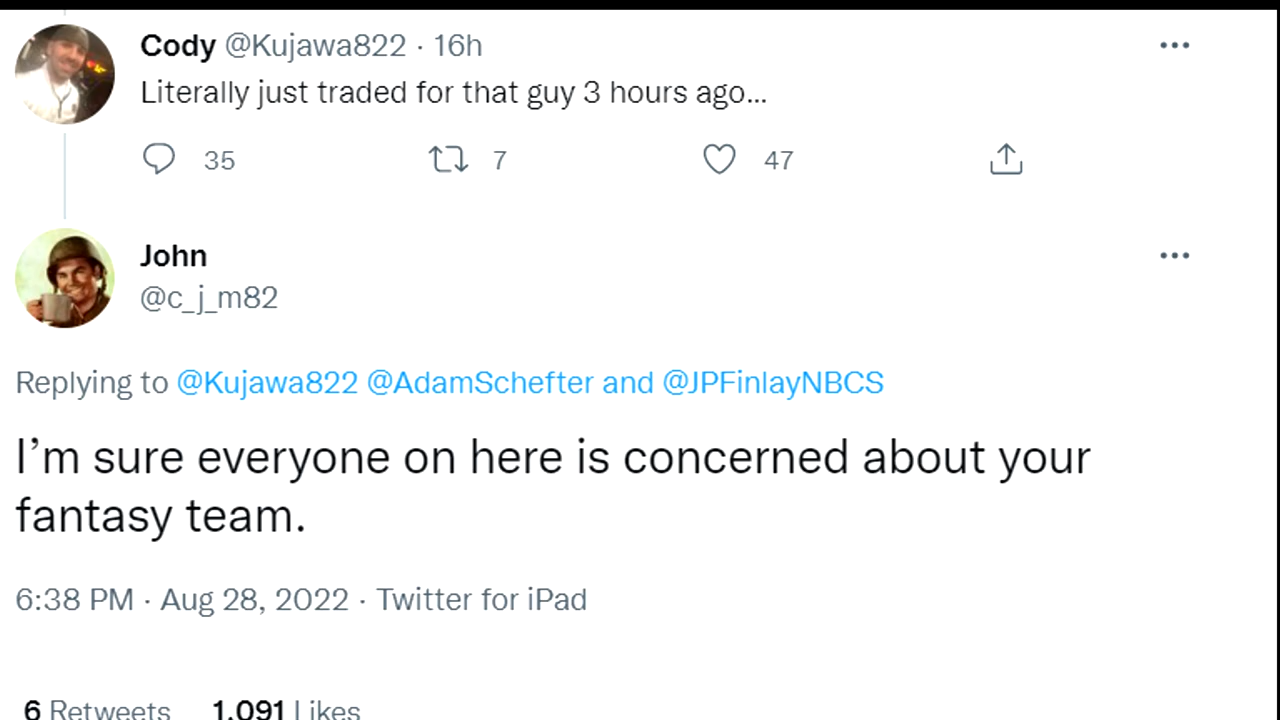 Cody @Kujawa822 · 16h
Literally just traded for that guy 3 hours ago...
35 7 47
John
@c_j_m82
Replying to @Kujawa822 @AdamSchefter and @JPFinlayNBCS
I’m sure everyone on here is concerned about your
fantasy team.
6:38 PM · Aug 28, 2022 · Twitter for iPad
6 Retweets 1,091 Likes